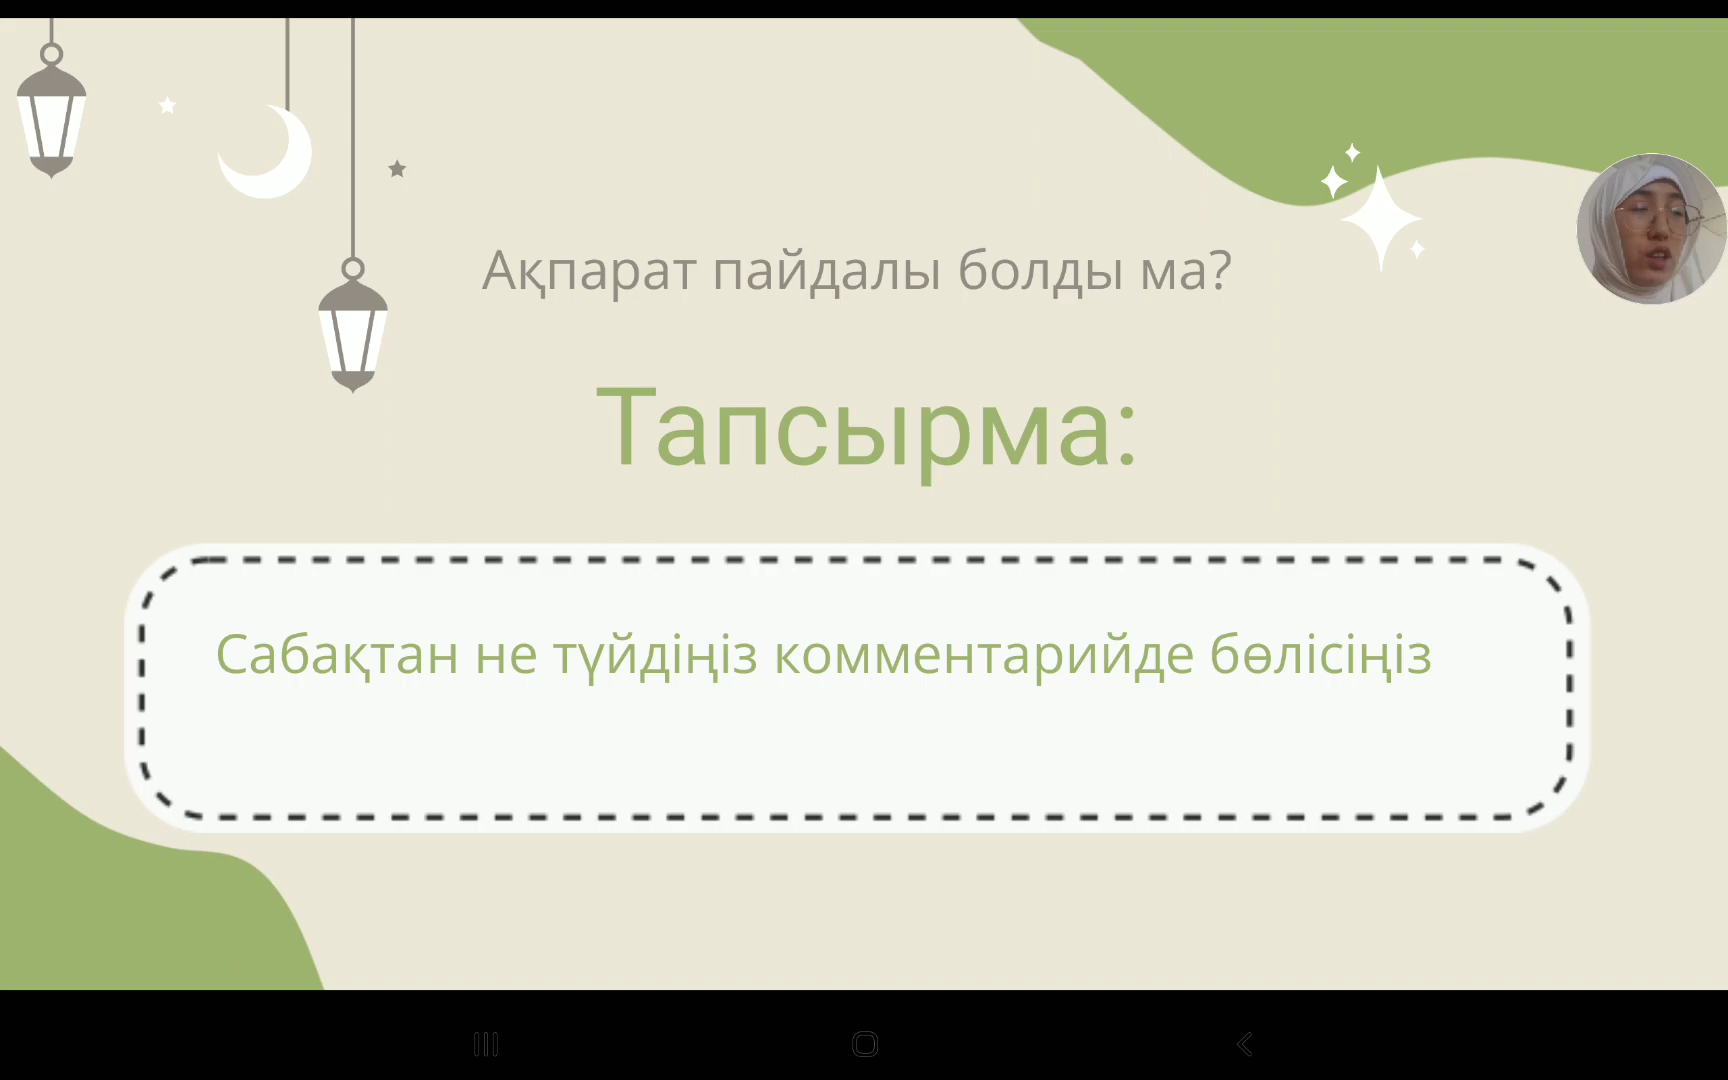 Ақпарат пайдалы болды ма?
Тапсырма:
Сабақтан не түйдіңіз комментарийде бөлісіңіз